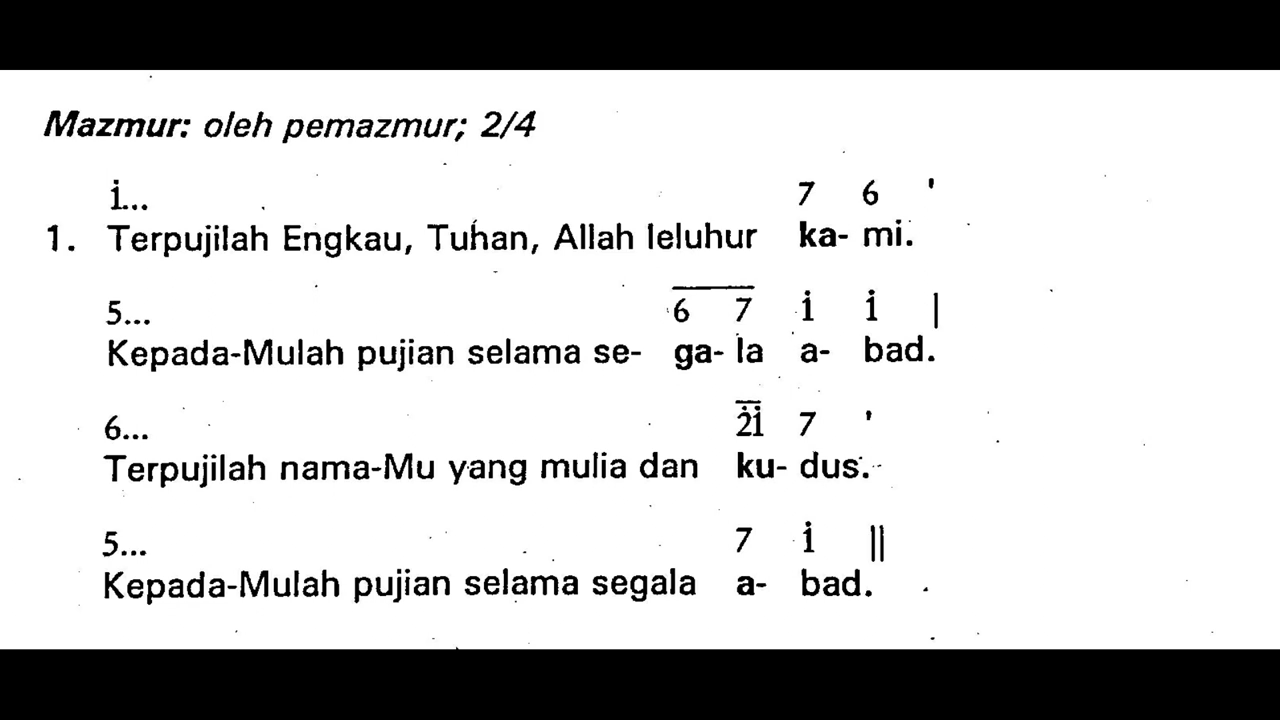 Mazmur: oleh pemazmur; 2/4
i̇... 7 6 '
1. Terpujilah Engkau, Tuhan, Allah leluhur ka- mi.
5... 6 7 i̇ i̇ |
Kepada-Mulah pujian selama se- ga- la a- bad.
6... 2̇i̇ 7 '
Terpujilah nama-Mu yang mulia dan ku- dus.
5... 7 i̇ ||
Kepada-Mulah pujian selama segala a- bad.